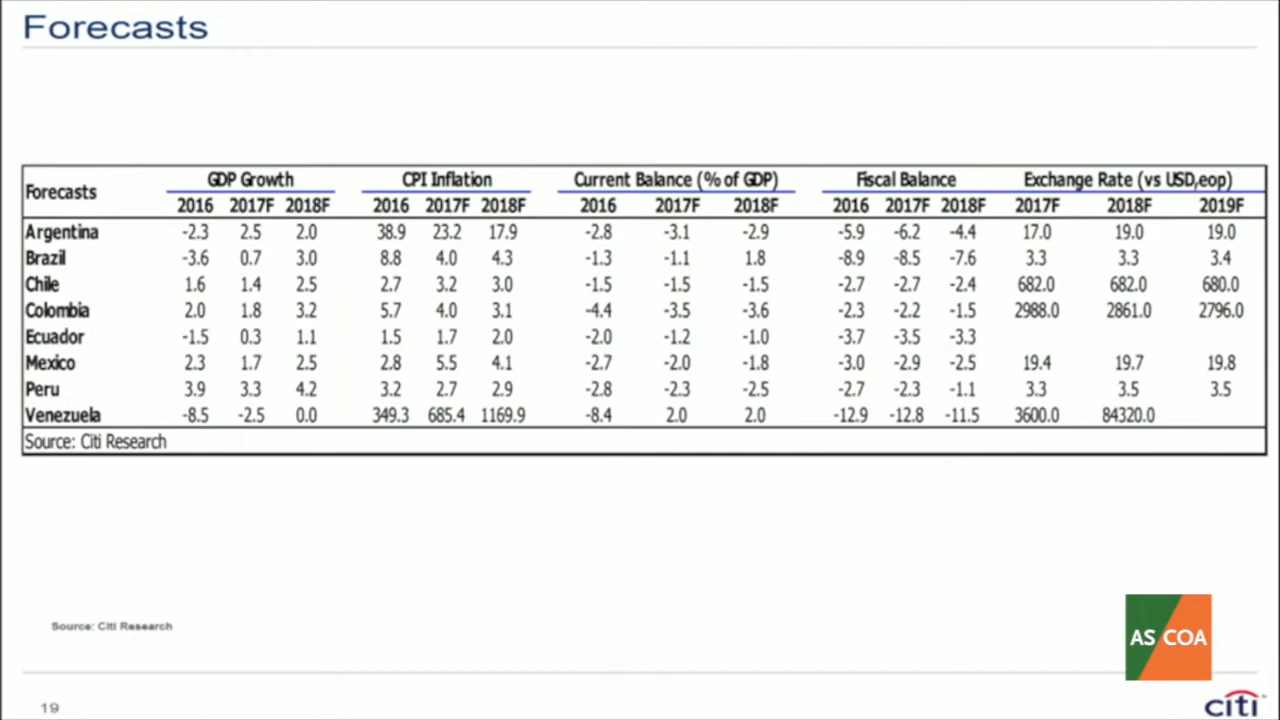 Forecasts
Forecasts GDP Growth CPI Inflation Current Balance (% of GDP) Fiscal Balance Exchange Rate (vs USD,eop)
2016 2017F 2018F 2016 2017F 2018F 2016 2017F 2018F 2016 2017F 2018F 2017F 2018F 2019F
Argentina -2.3 2.5 2.0 38.9 23.2 17.9 -2.8 -3.1 -2.9 -5.9 -6.2 -4.4 17.0 19.0 19.0
Brazil -3.6 0.7 3.0 8.8 4.0 4.3 -1.3 -1.1 1.8 -8.9 -8.5 -7.6 3.3 3.3 3.4
Chile 1.6 1.4 2.5 2.7 3.2 3.0 -1.5 -1.5 -1.5 -2.7 -2.7 -2.4 682.0 682.0 680.0
Colombia 2.0 1.8 3.2 5.7 4.0 3.1 -4.4 -3.5 -3.6 -2.3 -2.2 -1.5 2988.0 2861.0 2796.0
Ecuador -1.5 0.3 1.1 1.5 1.7 2.0 -2.0 -1.2 -1.0 -3.7 -3.5 -3.3
Mexico 2.3 1.7 2.5 2.8 5.5 4.1 -2.7 -2.0 -1.8 -3.0 -2.9 -2.5 19.4 19.7 19.8
Peru 3.9 3.3 4.2 3.2 2.7 2.9 -2.8 -2.3 -2.5 -2.7 -2.3 -1.1 3.3 3.5 3.5
Venezuela -8.5 -2.5 0.0 349.3 685.4 1169.9 -8.4 2.0 2.0 -12.9 -12.8 -11.5 3600.0 84320.0
Source: Citi Research
Source: Citi Research
AS COA
19
citi